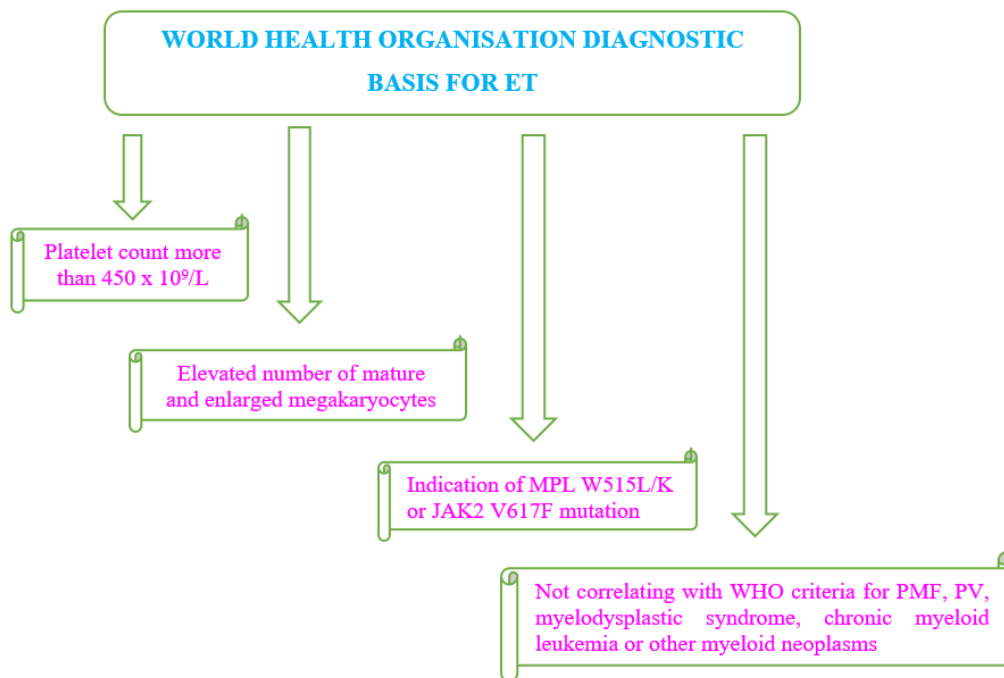 WORLD HEALTH ORGANISATION DIAGNOSTIC
BASIS FOR ET
Platelet count more
than 450 x 10⁹/L
Elevated number of mature
and enlarged megakaryocytes
Indication of MPL W515L/K
or JAK2 V617F mutation
Not correlating with WHO criteria for PMF, PV,
myelodysplastic syndrome, chronic myeloid
leukemia or other myeloid neoplasms